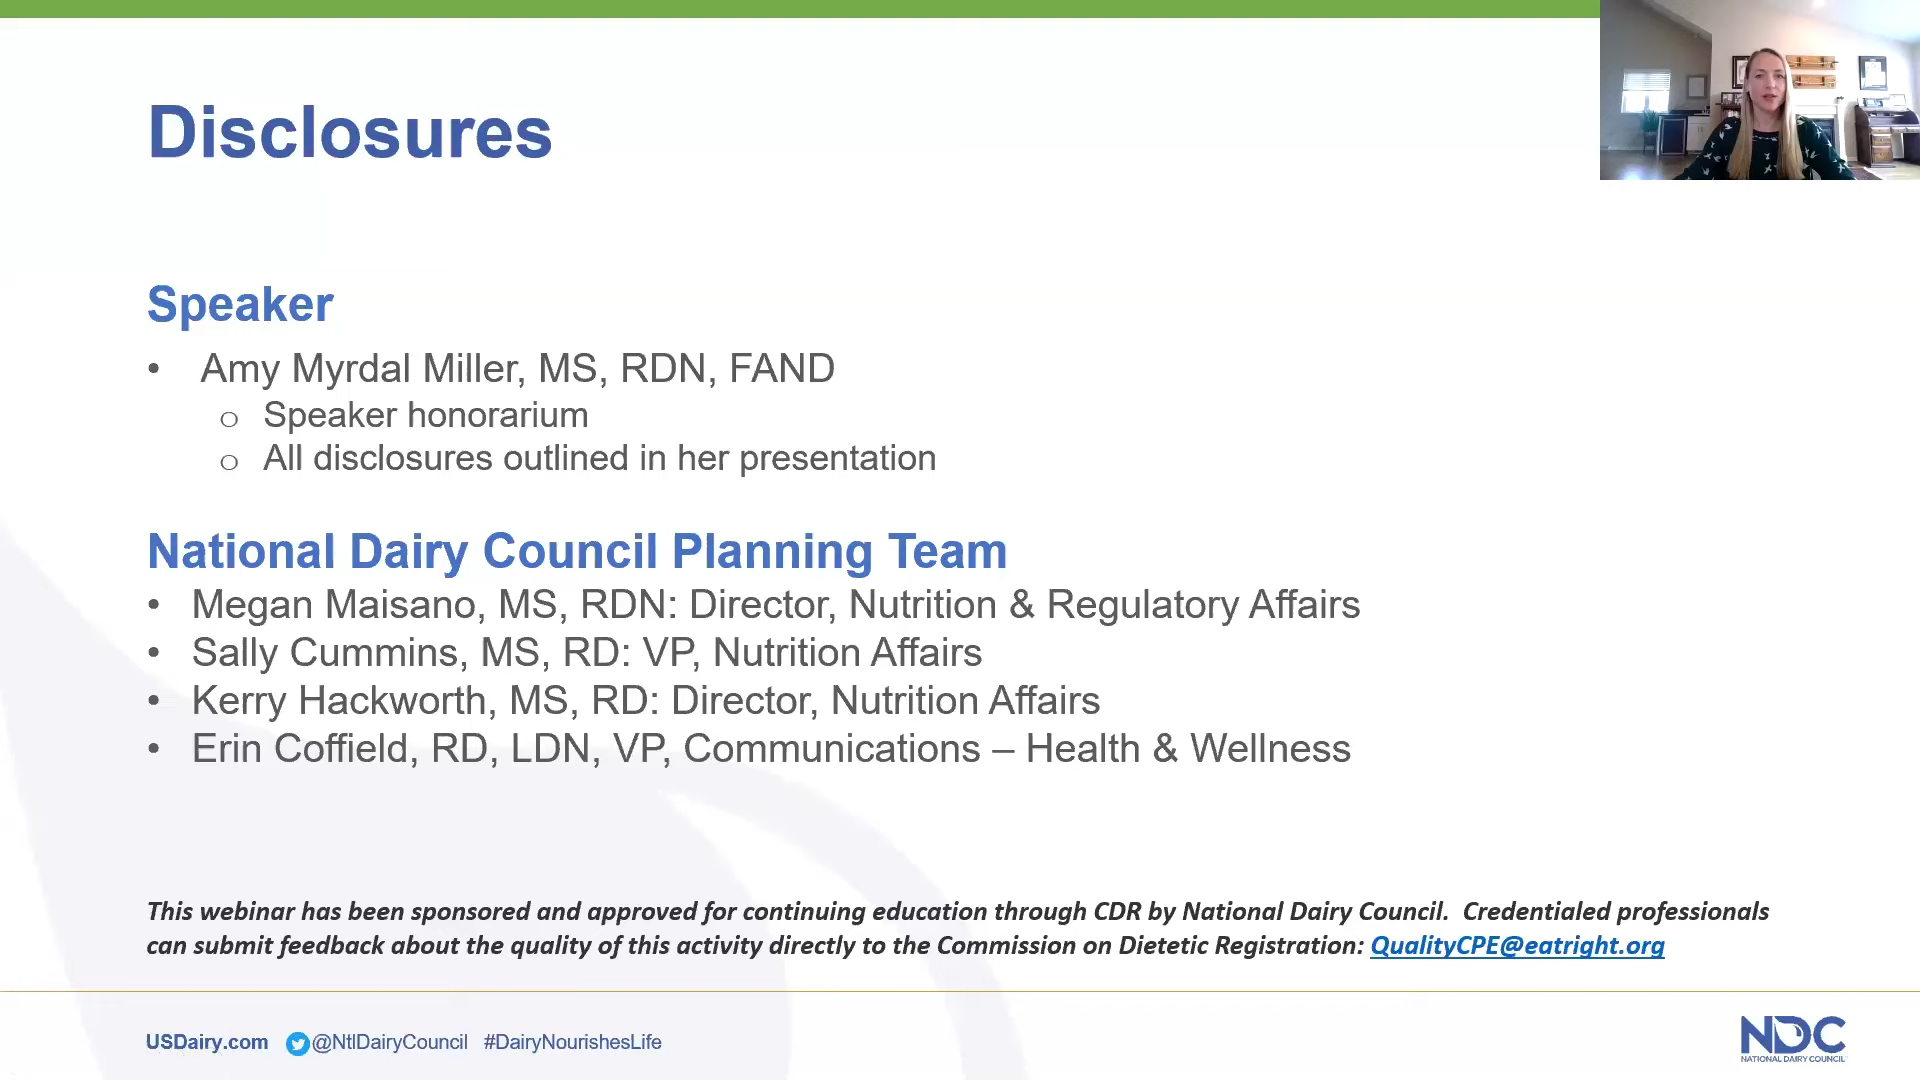 Disclosures
Speaker
• Amy Myrdal Miller, MS, RDN, FAND
o Speaker honorarium
o All disclosures outlined in her presentation
National Dairy Council Planning Team
• Megan Maisano, MS, RDN: Director, Nutrition & Regulatory Affairs
• Sally Cummins, MS, RD: VP, Nutrition Affairs
• Kerry Hackworth, MS, RD: Director, Nutrition Affairs
• Erin Coffield, RD, LDN, VP, Communications – Health & Wellness
This webinar has been sponsored and approved for continuing education through CDR by National Dairy Council. Credentialed professionals
can submit feedback about the quality of this activity directly to the Commission on Dietetic Registration: QualityCPE@eatright.org
USDairy.com @NtlDairyCouncil #DairyNourishesLife
NDC
NATIONAL DAIRY COUNCIL